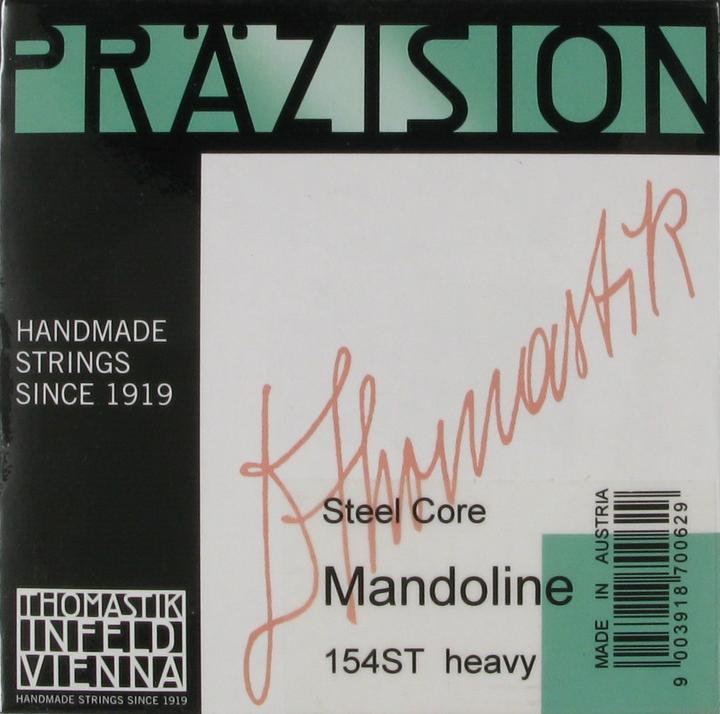 PRÄZISION
HANDMADE
STRINGS
SINCE 1919
Thomastik
Steel Core
Mandoline
154ST heavy
MADE IN AUSTRIA
9 003918 700629
THOMASTIK
INFELD
VIENNA
HANDMADE STRINGS SINCE 1919